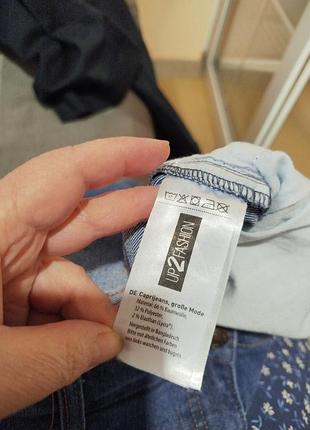 UP2FASHION
DE Caprijeans, große Mode
Material: 66 % Baumwolle,
32 % Polyester,
2 % Elasthan (Lycra®).
Hergestellt in Bangladesch
Bitte mit ähnlichen Farben
von links waschen und bügeln